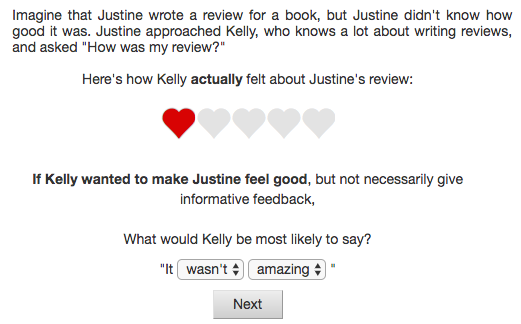 Imagine that Justine wrote a review for a book, but Justine didn't know how
good it was. Justine approached Kelly, who knows a lot about writing reviews,
and asked "How was my review?"
Here's how Kelly actually felt about Justine's review:
If Kelly wanted to make Justine feel good, but not necessarily give
informative feedback,
What would Kelly be most likely to say?
"It wasn't amazing "
Next